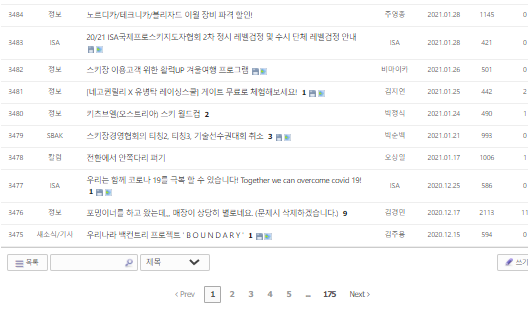 3484 정보 노르디카/테크니카/블리자드 이월 장비 파격 할인! 주영종 2021.01.28 1145 0
3483 ISA 20/21 ISA국제프로스키지도자협회 2차 정시 레벨검정 및 수시 단체 레벨검정 안내 ISA 2021.01.28 421 0
3482 정보 스키장 이용고객 위한 활력UP 겨울여행 프로그램 비마이카 2021.01.26 501 0
3481 정보 [네고퀀릴리 X 유병탁 레이싱스쿨] 게이트 무료로 체험해보세요! 1 김지연 2021.01.25 442 2
3480 정보 키츠브엘(오스트리아) 스키 월드컵 2 박정식 2021.01.24 490 1
3479 SBAK 스키장경영협회의 티칭2, 티칭3, 기술선수권대회 취소 3 박순백 2021.01.21 993 0
3478 칼럼 전환에서 안쪽다리 펴기 오상일 2021.01.17 1006 1
3477 ISA 우리는 함께 코로나 19를 극복 할 수 있습니다! Together we can overcome covid 19!
1 ISA 2020.12.25 586 0
3476 정보 포밍이너를 하고 왔는데,,, 매장이 상당히 별로네요. (문제시 삭제하겠습니다.) 9 김경민 2020.12.17 2113 11
3475 새소식/기사 우리나라 백컨트리 프로젝트 ' B O U N D A R Y ' 1 김주용 2020.12.15 594 0
목록 제목 쓰기
‹ Prev 1 2 3 4 5 ... 175 Next ›